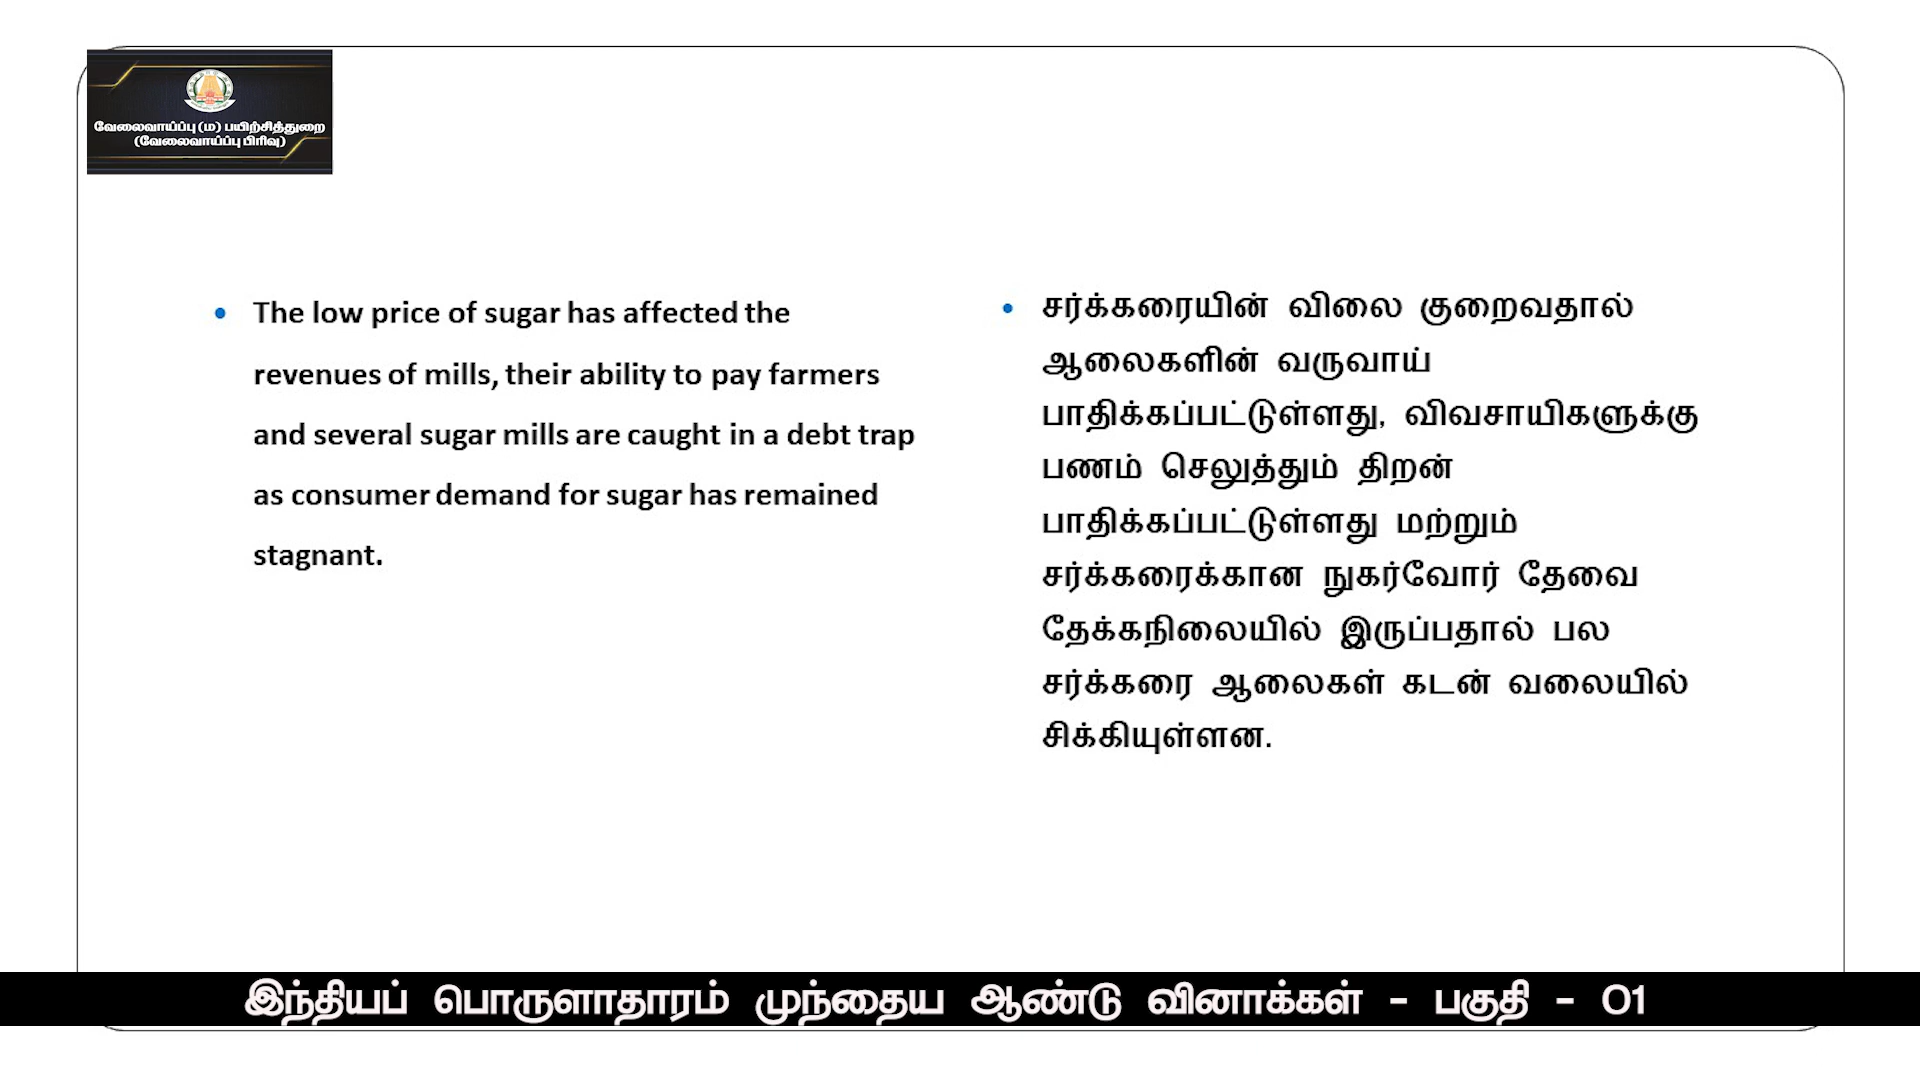 வேலைவாய்ப்பு (ம) பயிற்சித்துறை
(வேலைவாய்ப்பு பிரிவு)
• The low price of sugar has affected the
revenues of mills, their ability to pay farmers
and several sugar mills are caught in a debt trap
as consumer demand for sugar has remained
stagnant.
• சர்க்கரையின் விலை குறைவதால்
ஆலைகளின் வருவாய்
பாதிக்கப்பட்டுள்ளது, விவசாயிகளுக்கு
பணம் செலுத்தும் திறன்
பாதிக்கப்பட்டுள்ளது மற்றும்
சர்க்கரைக்கான நுகர்வோர் தேவை
தேக்கநிலையில் இருப்பதால் பல
சர்க்கரை ஆலைகள் கடன் வலையில்
சிக்கியுள்ளன.
இந்தியப் பொருளாதாரம் முந்தைய ஆண்டு வினாக்கள் - பகுதி - 01